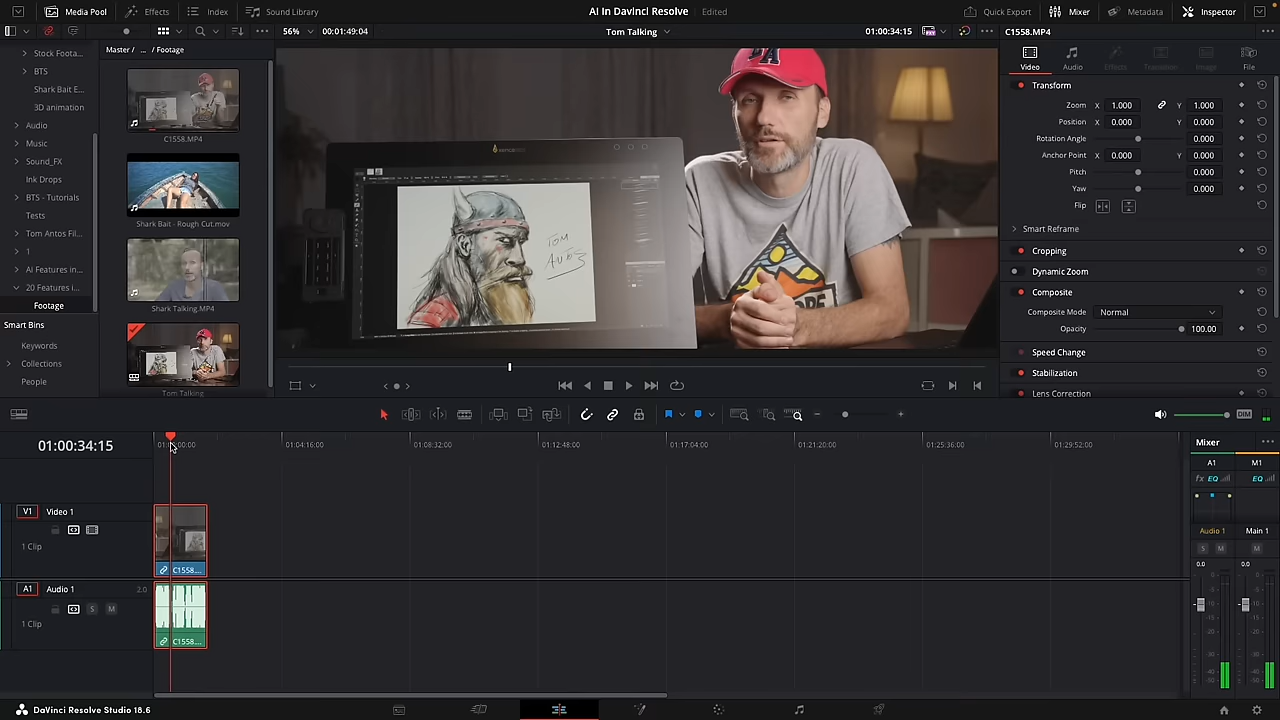 Media Pool Effects Index Sound Library AI In Davinci Resolve Edited Quick Export Mixer Metadata Inspector
56% 00:01:49:04 Tom Talking 01:00:34:15 C1558.MP4
Master / ... / Footage
Stock Foota...
BTS
Shark Bait E...
3D animation
Audio
Music
Sound_FX
Ink Drops
BTS - Tutorials
Tests
Tom Antos Fil...
1
AI Features in...
20 Features i...
Footage
Smart Bins
Keywords
Collections
People
C1558.MP4
Shark Bait - Rough Cut.mov
Shark Talking.MP4
Tom Talking
TOM
ANTOS
Video Audio Effects Transition Image File
Transform
Zoom X 1.000 Y 1.000
Position X 0.000 Y 0.000
Rotation Angle 0.000
Anchor Point X 0.000 Y 0.000
Pitch 0.000
Yaw 0.000
Flip
Smart Reframe
Cropping
Dynamic Zoom
Composite
Composite Mode Normal
Opacity 100.00
Speed Change
Stabilization
Lens Correction
DIM
01:00:34:15
01:04:16:00 01:08:32:00 01:12:48:00 01:17:04:00 01:21:20:00 01:25:36:00 01:29:52:00
V1 Video 1
1 Clip
C1558....
A1 Audio 1 2.0
S M
1 Clip
C1558....
Mixer
A1 M1
fx EQ EQ
Audio 1 Main 1
S M M
0.0 0.0
DaVinci Resolve Studio 18.6